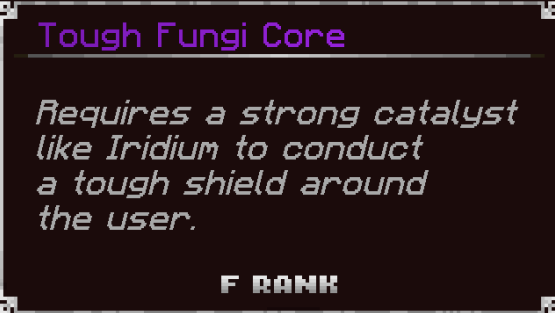 Tough Fungi Core
Requires a strong catalyst
like Iridium to conduct
a tough shield around
the user.
F RANK